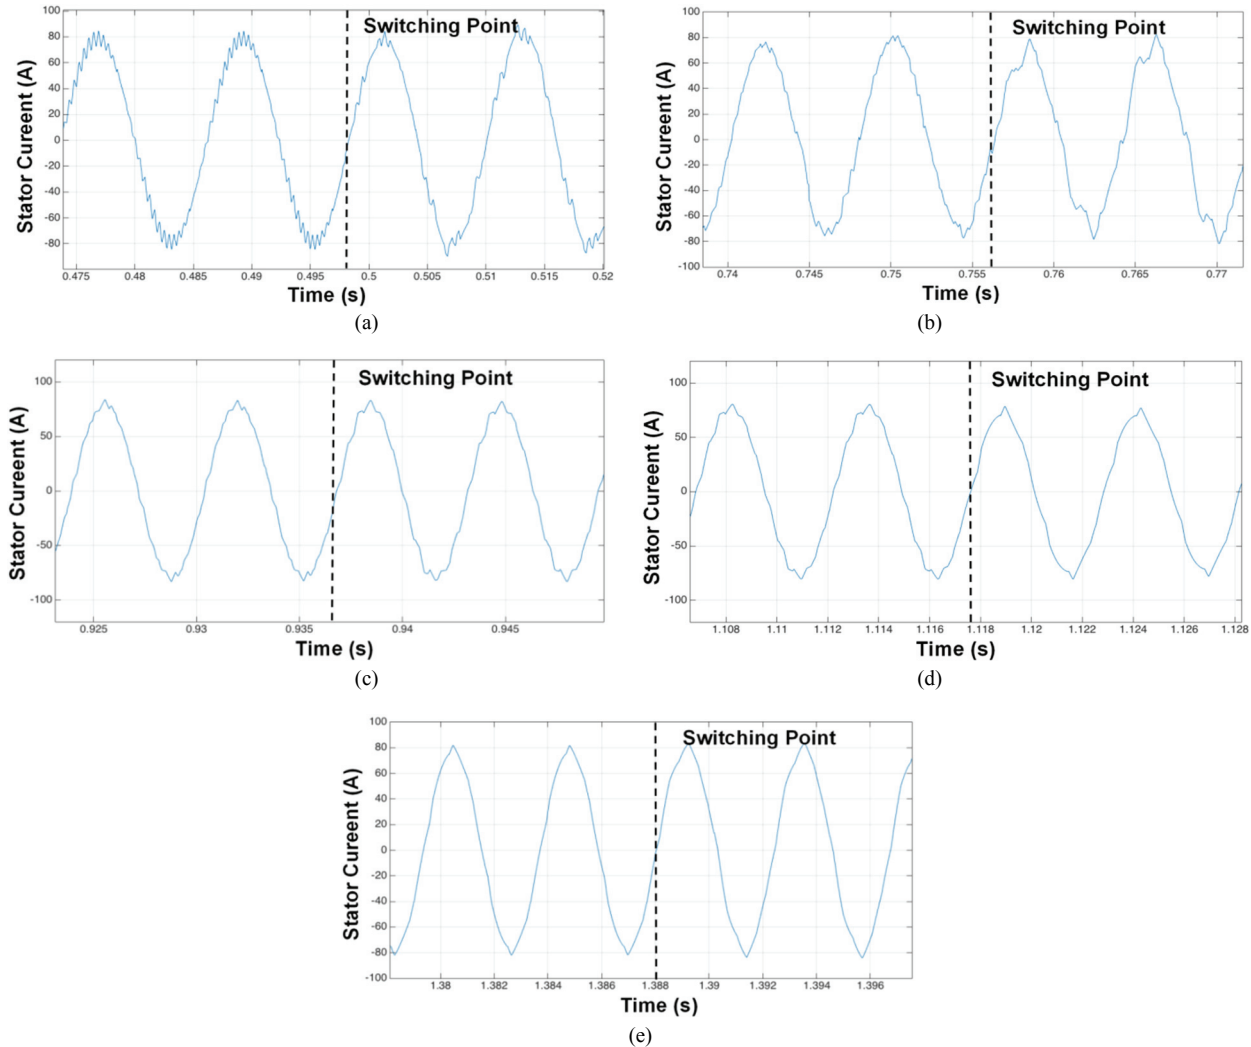 Switching Point
Stator Cureent (A)
100
80
60
40
20
0
-80
-40
-60
-80
0.475 0.48 0.485 0.49 0.495 0.5 0.505 0.51 0.515 0.52
Time (s)
(a)
Switching Point
Stator Cureent (A)
100
80
60
40
20
0
-20
-40
-60
-80
-100
0.74 0.745 0.75 0.755 0.76 0.765 0.77
Time (s)
(b)
Switching Point
Stator Cureent (A)
100
50
0
-50
-100
0.925 0.93 0.935 0.94 0.945
Time (s)
(c)
Switching Point
Stator Cureent (A)
100
50
0
-50
-100
1.108 1.11 1.112 1.114 1.116 1.118 1.12 1.122 1.124 1.126 1.128
Time (s)
(d)
Switching Point
Stator Cureent (A)
100
80
60
40
20
0
-20
-40
-60
-80
-100
1.38 1.382 1.384 1.386 1.388 1.39 1.392 1.394 1.396
Time (s)
(e)